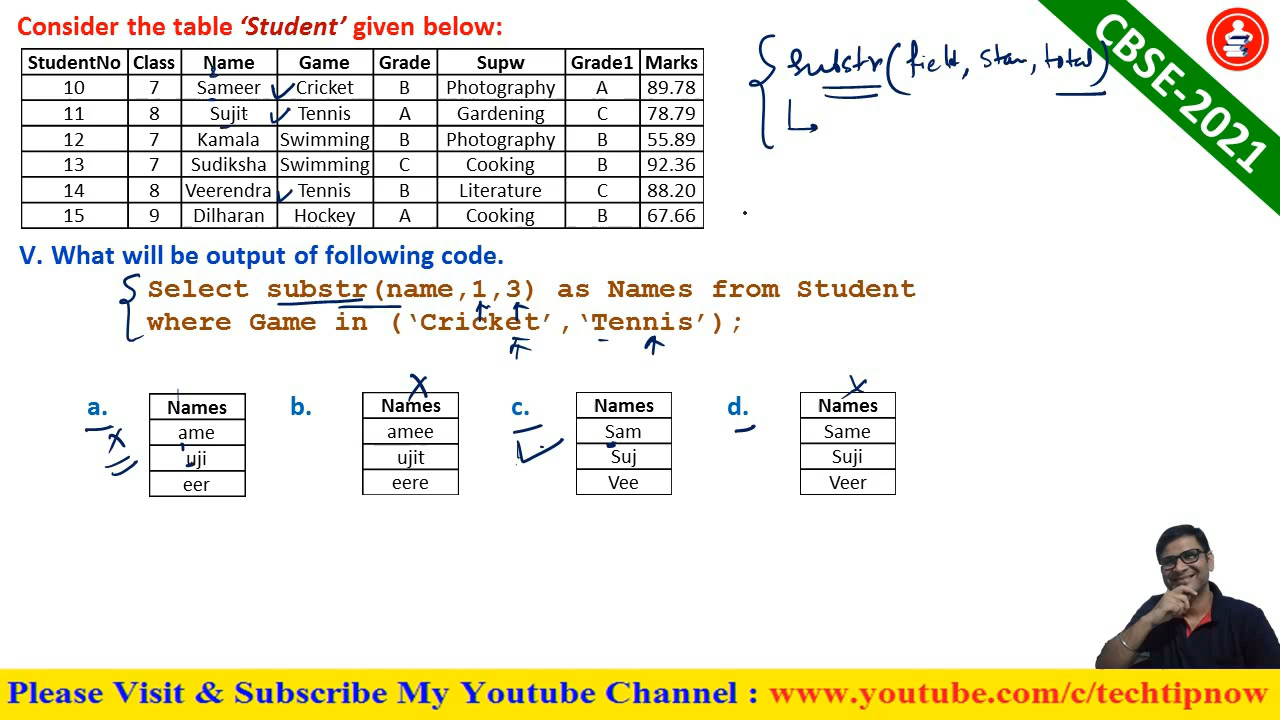 Consider the table ‘Student’ given below:
StudentNo Class Name Game Grade Supw Grade1 Marks
10 7 Sameer Cricket B Photography A 89.78
11 8 Sujit Tennis A Gardening C 78.79
12 7 Kamala Swimming B Photography B 55.89
13 7 Sudiksha Swimming C Cooking B 92.36
14 8 Veerendra Tennis B Literature C 88.20
15 9 Dilharan Hockey A Cooking B 67.66
substr(field, star, total)
CBSE-2021
V. What will be output of following code.
Select substr(name,1,3) as Names from Student
where Game in (‘Cricket’,‘Tennis’);
a. b. c. d.
Names Names Names Names
ame amee Sam Same
uji ujit Suj Suji
eer eere Vee Veer
Please Visit & Subscribe My Youtube Channel : www.youtube.com/c/techtipnow